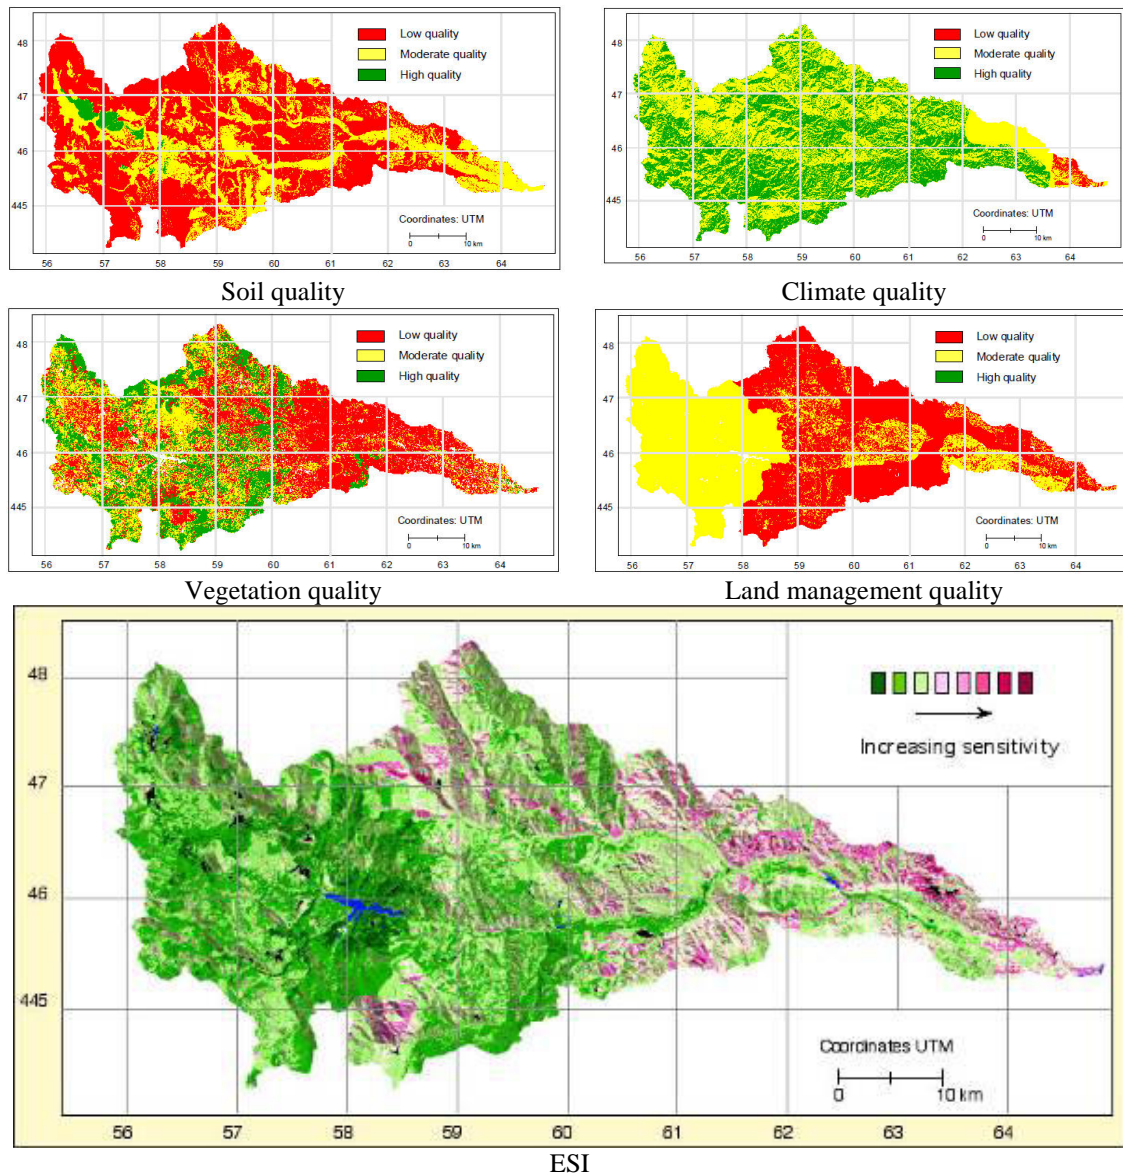 48
47
46
445
Low quality
Moderate quality
High quality
Coordinates: UTM
0 10 km
56 57 58 59 60 61 62 63 64
Soil quality
48
47
46
445
Low quality
Moderate quality
High quality
Coordinates: UTM
0 10 km
56 57 58 59 60 61 62 63 64
Climate quality
48
47
46
445
Low quality
Moderate quality
High quality
Coordinates: UTM
0 10 km
56 57 58 59 60 61 62 63 64
Vegetation quality
48
47
46
445
Low quality
Moderate quality
High quality
Coordinates: UTM
0 10 km
56 57 58 59 60 61 62 63 64
Land management quality
48
47
46
445
Increasing sensitivity
Coordinates UTM
0 10 km
56 57 58 59 60 61 62 63 64
ESI